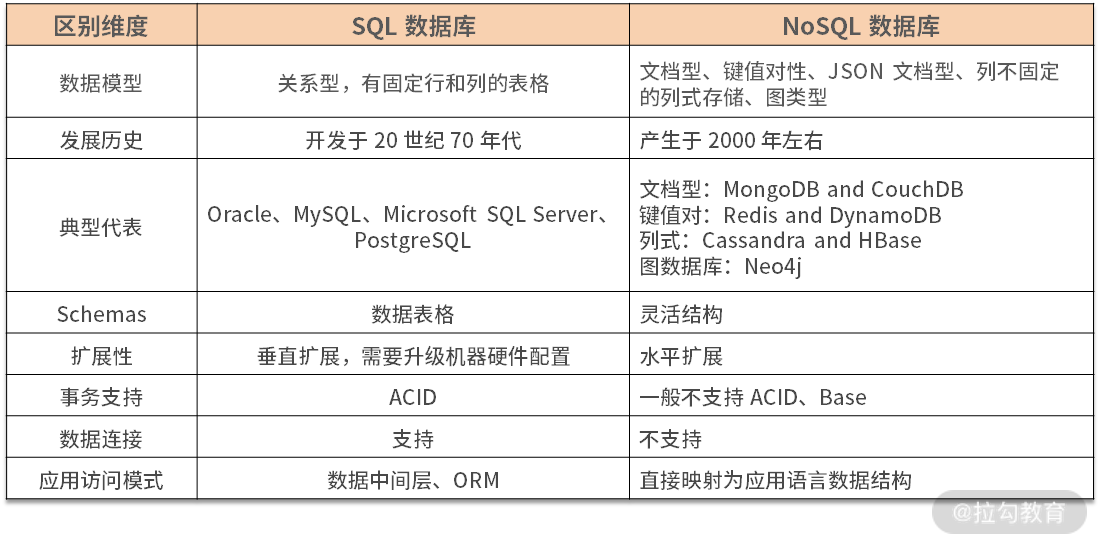 区别维度
SQL 数据库
NoSQL 数据库
数据模型
关系型，有固定行和列的表格
文档型、键值对性、JSON 文档型、列不固定
的列式存储、图类型
发展历史
开发于 20 世纪 70 年代
产生于 2000 年左右
典型代表
Oracle、MySQL、Microsoft SQL Server、
PostgreSQL
文档型：MongoDB and CouchDB
键值对：Redis and DynamoDB
列式：Cassandra and HBase
图数据库：Neo4j
Schemas
数据表格
灵活结构
扩展性
垂直扩展，需要升级机器硬件配置
水平扩展
事务支持
ACID
一般不支持 ACID、Base
数据连接
支持
不支持
应用访问模式
数据中间层、ORM
直接映射为应用语言数据结构
@拉勾教育